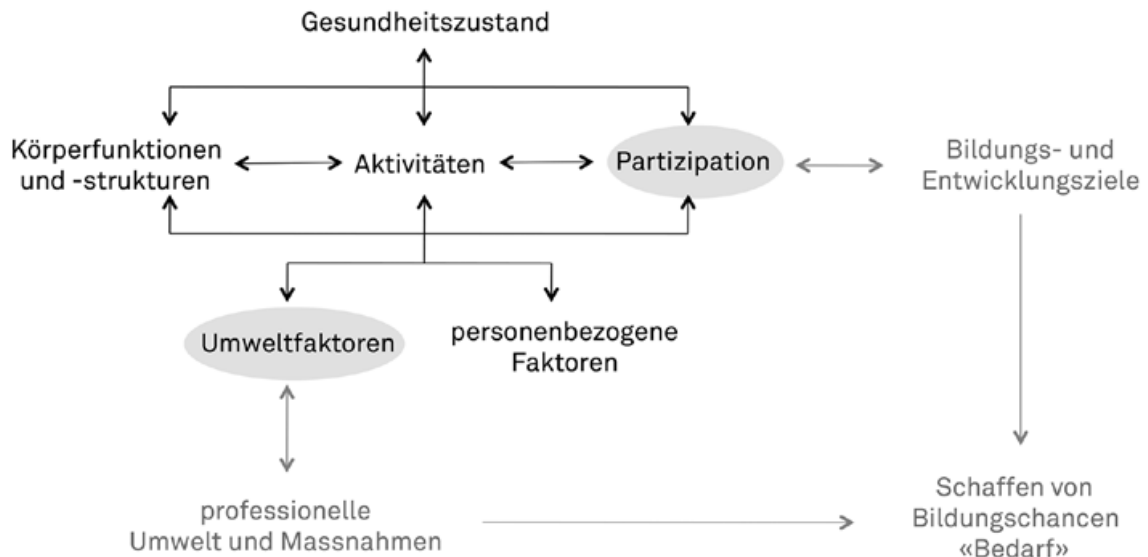 Gesundheitszustand
Körperfunktionen
und -strukturen
Aktivitäten
Partizipation
Bildungs- und
Entwicklungsziele
Umweltfaktoren
personenbezogene
Faktoren
professionelle
Umwelt und Massnahmen
Schaffen von
Bildungschancen
«Bedarf»